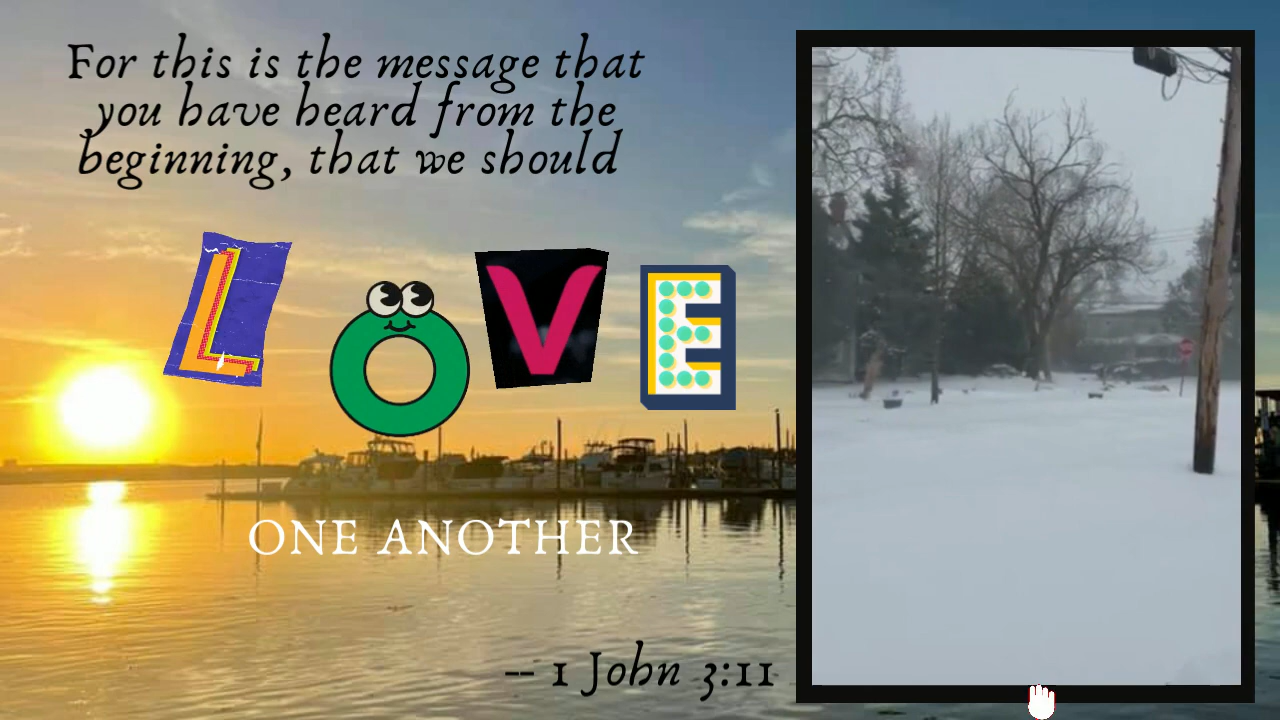 For this is the message that
you have heard from the
beginning, that we should
LOVE
ONE ANOTHER
-- 1 John 3:11